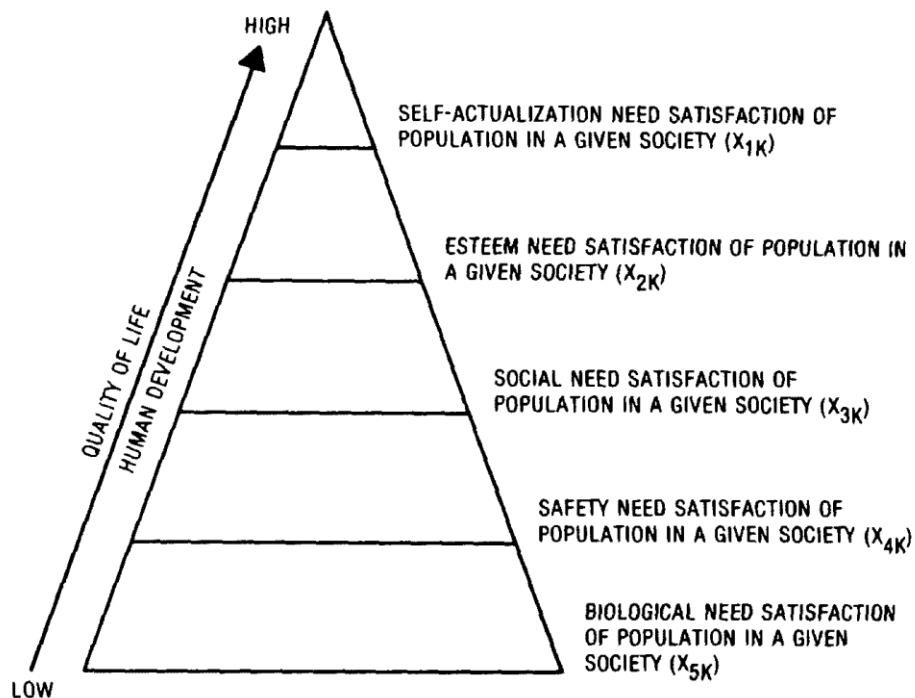 HIGH
SELF-ACTUALIZATION NEED SATISFACTION OF
POPULATION IN A GIVEN SOCIETY (X1K)
ESTEEM NEED SATISFACTION OF POPULATION IN
A GIVEN SOCIETY (X2K)
QUALITY OF LIFE
HUMAN DEVELOPMENT
SOCIAL NEED SATISFACTION OF
POPULATION IN A GIVEN SOCIETY (X3K)
SAFETY NEED SATISFACTION OF
POPULATION IN A GIVEN SOCIETY (X4K)
BIOLOGICAL NEED SATISFACTION
OF POPULATION IN A GIVEN
SOCIETY (X5K)
LOW